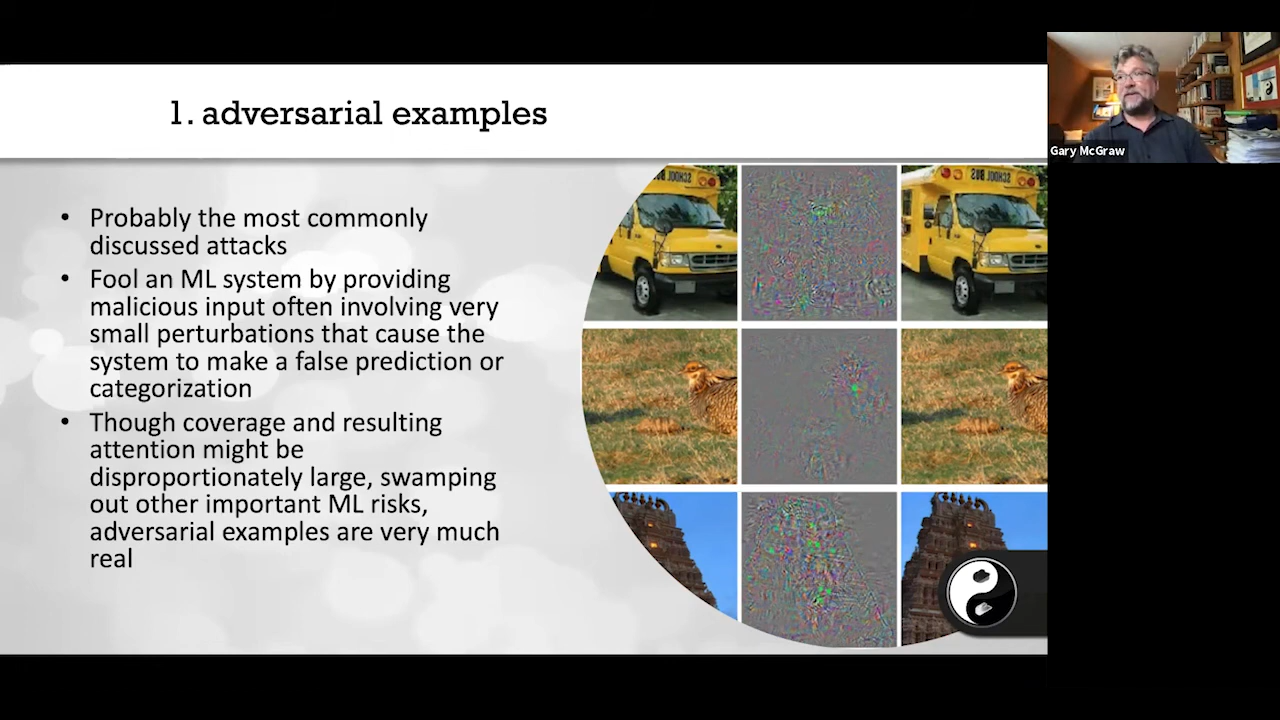 1. adversarial examples
• Probably the most commonly
discussed attacks
• Fool an ML system by providing
malicious input often involving very
small perturbations that cause the
system to make a false prediction or
categorization
• Though coverage and resulting
attention might be
disproportionately large, swamping
out other important ML risks,
adversarial examples are very much
real
SCHOOL BUS
SCHOOL BUS
Gary McGraw